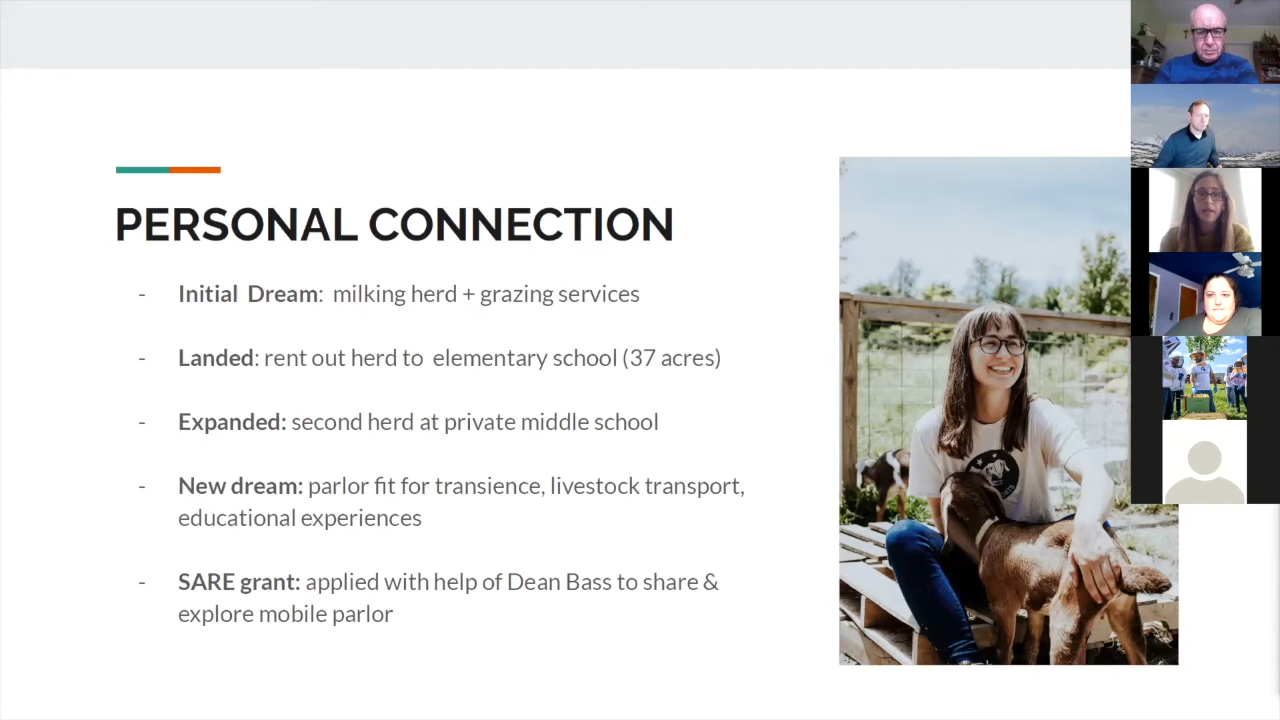 PERSONAL CONNECTION
- Initial Dream: milking herd + grazing services
- Landed: rent out herd to elementary school (37 acres)
- Expanded: second herd at private middle school
- New dream: parlor fit for transience, livestock transport,
educational experiences
- SARE grant: applied with help of Dean Bass to share &
explore mobile parlor